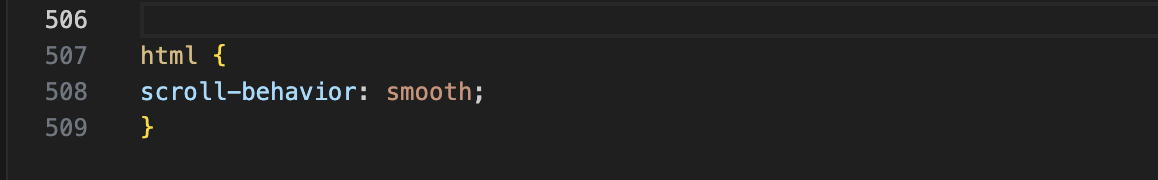 506
507 html {
508 scroll-behavior: smooth;
509 }